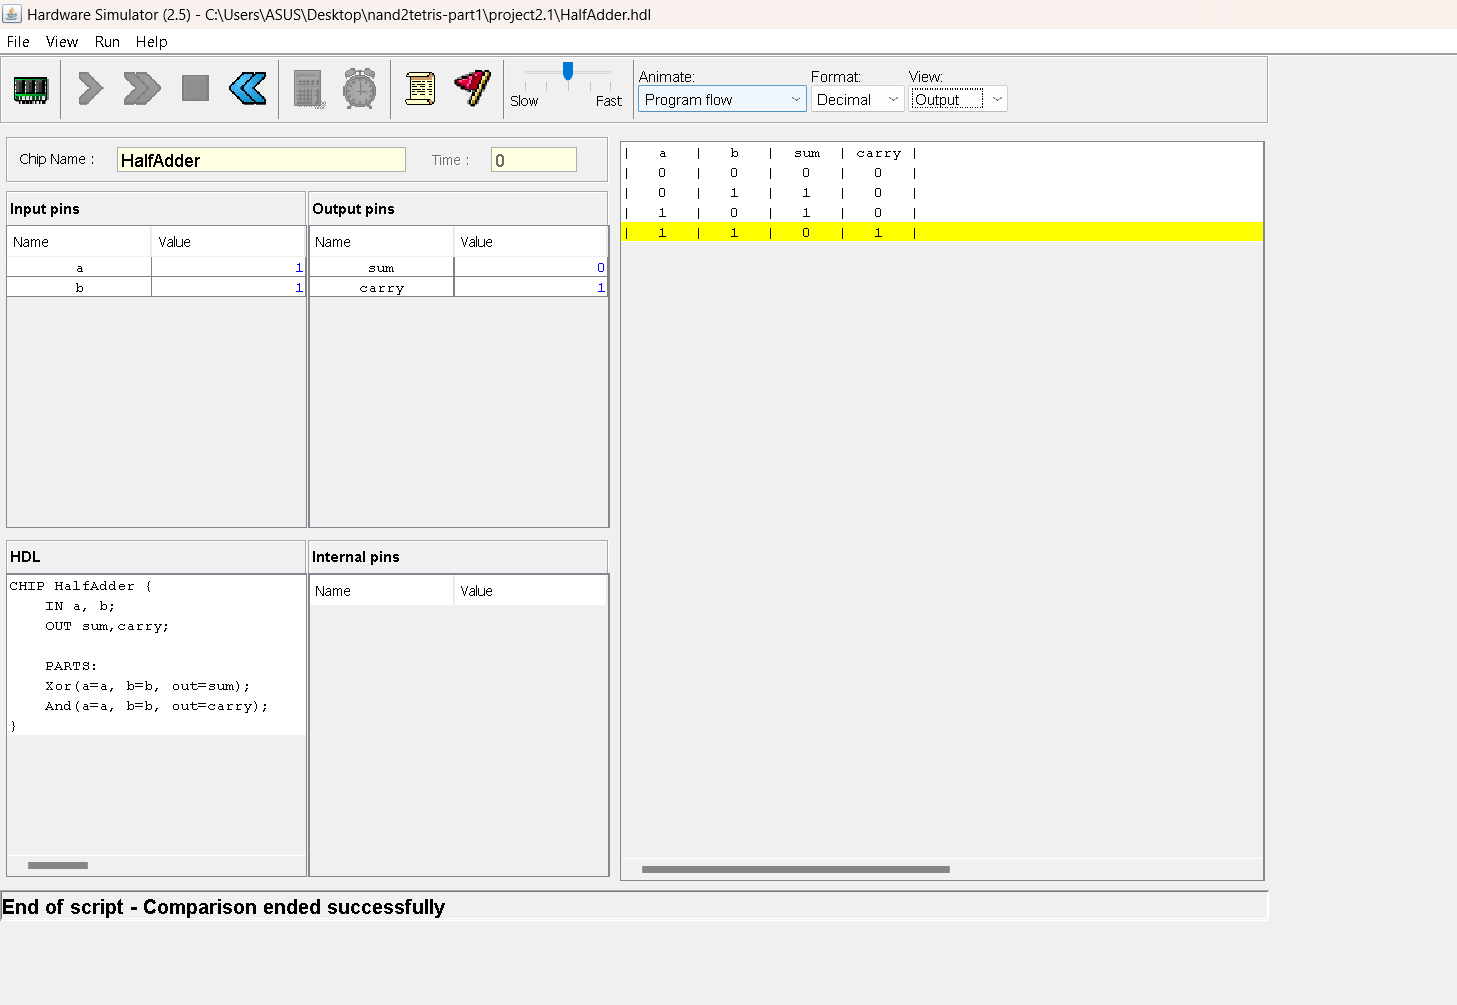 Hardware Simulator (2.5) - C:\Users\ASUS\Desktop\nand2tetris-part1\project2.1\HalfAdder.hdl
File View Run Help
Slow Fast
Animate: Format: View:
Program flow Decimal Output
Chip Name : HalfAdder Time : 0
Input pins
Name Value
a 1
b 1
Output pins
Name Value
sum 0
carry 1
| a | b | sum | carry |
| 0 | 0 | 0 | 0 |
| 0 | 1 | 1 | 0 |
| 1 | 0 | 1 | 0 |
| 1 | 1 | 0 | 1 |
HDL
CHIP HalfAdder {
IN a, b;
OUT sum,carry;
PARTS:
Xor(a=a, b=b, out=sum);
And(a=a, b=b, out=carry);
}
Internal pins
Name Value
End of script - Comparison ended successfully